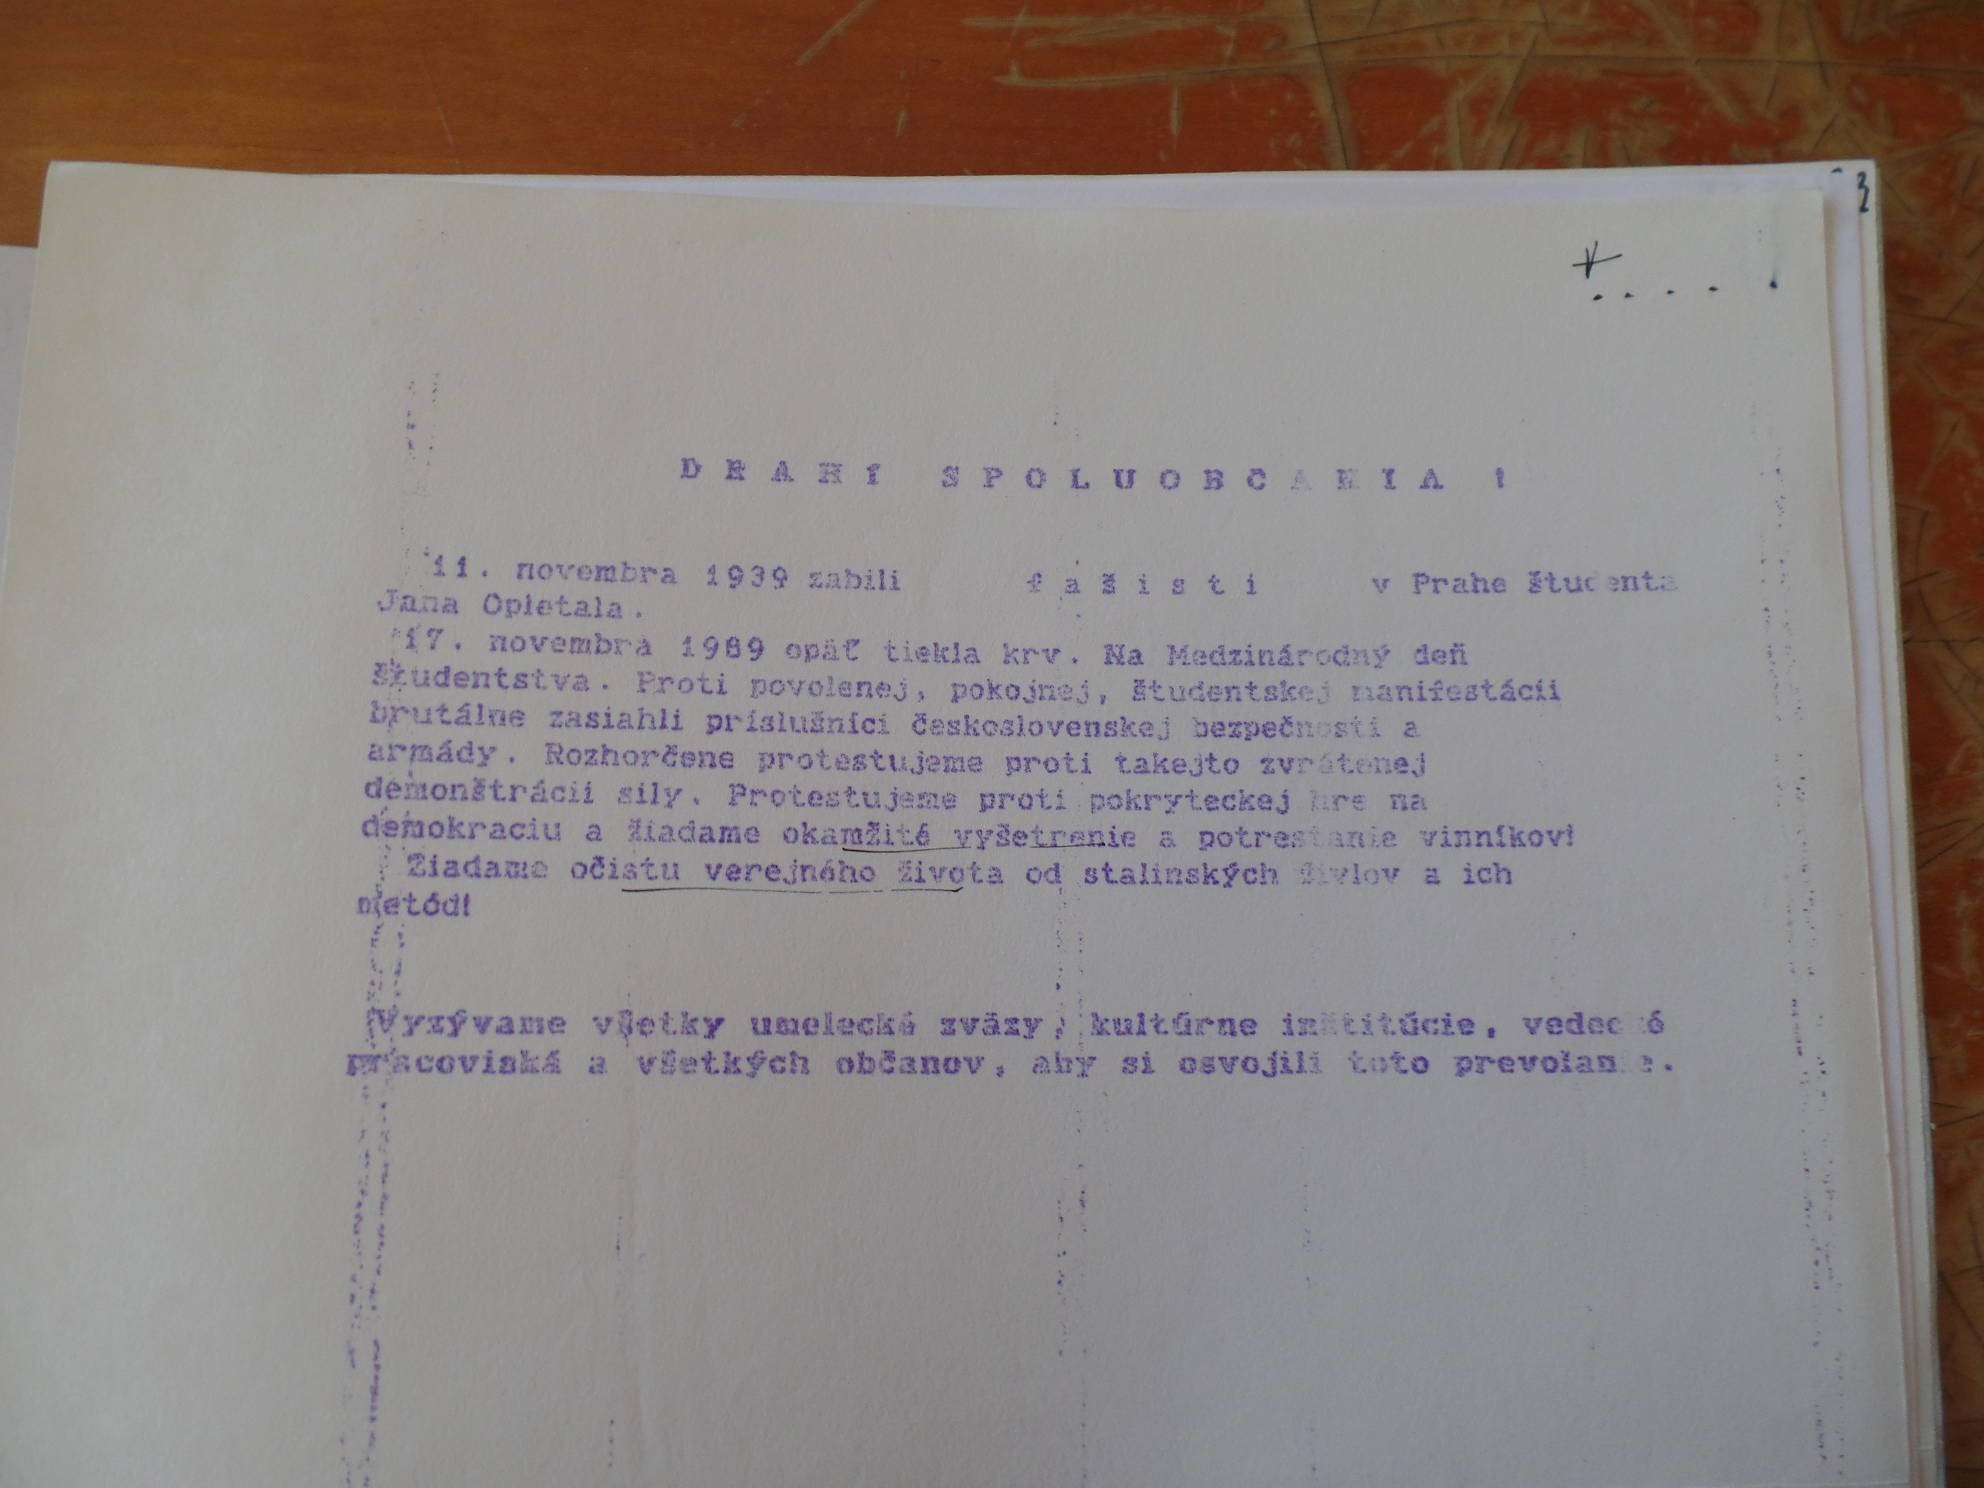 D R A H Í   S P O L U O B Č A N I A !
11. novembra 1939 zabili   f a š i s t i   v Prahe študenta
Jana Opletala.
17. novembra 1989 opäť tiekla krv. Na Medzinárodný deň
študentstva. Proti povolenej, pokojnej, študentskej manifestácii
brutálne zasiahli príslušníci československej bezpečnosti a
armády. Rozhorčene protestujeme proti takejto zvrátenej
demonštrácii sily. Protestujeme proti pokryteckej hre na
demokraciu a žiadame okamžité vyšetrenie a potrestanie vinníkov!
Žiadame očistu verejného života od stalinských živlov a ich
metód!
Vyzývame všetky umelecké zväzy, kultúrne inštitúcie, vedecké
pracoviská a všetkých občanov, aby si osvojili toto prevolanie.